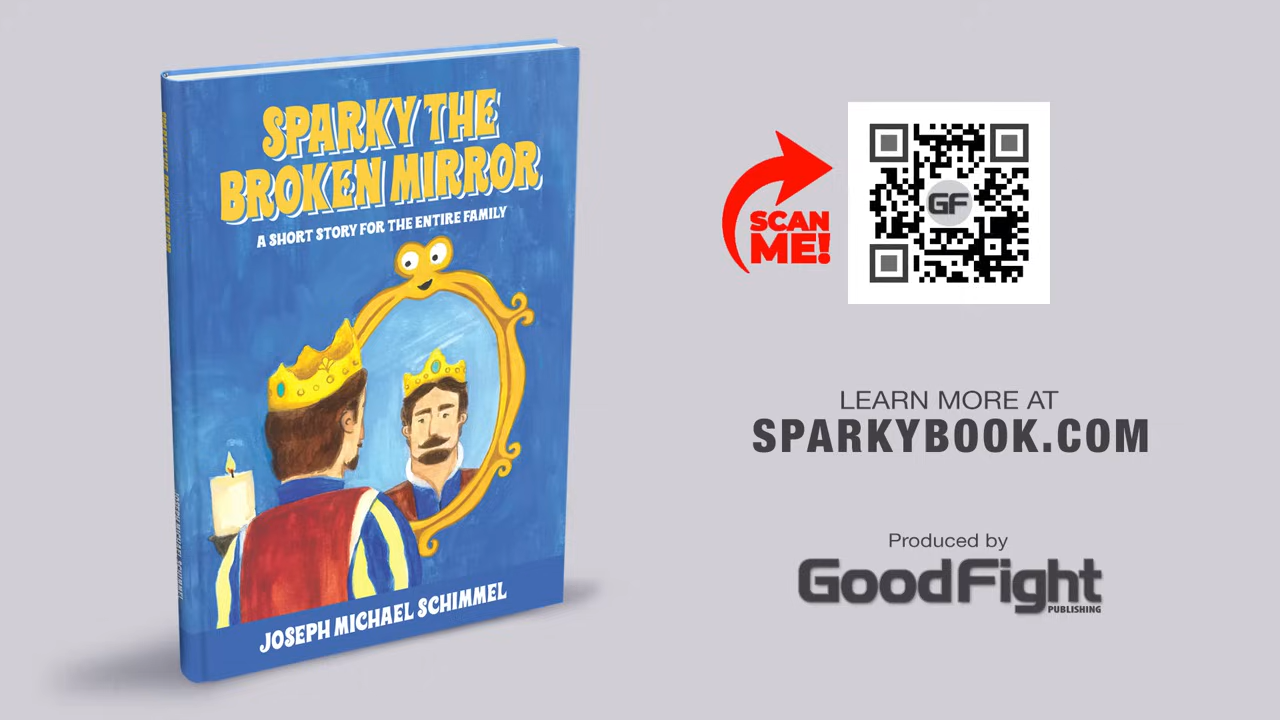 SPARKY THE
BROKEN MIRROR
A SHORT STORY FOR THE ENTIRE FAMILY
JOSEPH MICHAEL SCHIMMEL
SCAN
ME!
GF
LEARN MORE AT
SPARKYBOOK.COM
Produced by
GoodFight
PUBLISHING